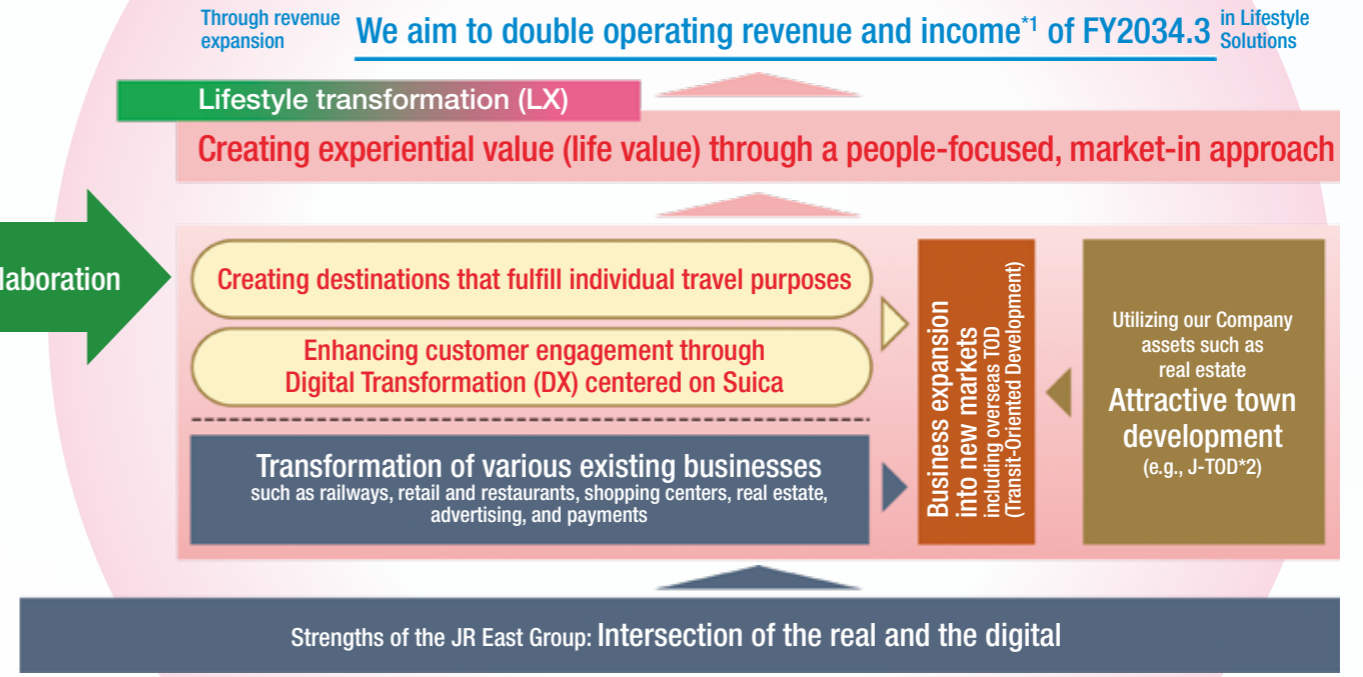 Through revenue
expansion
We aim to double operating revenue and income*1 of FY2034.3
in Lifestyle
Solutions
Lifestyle transformation (LX)
Creating experiential value (life value) through a people-focused, market-in approach
laboration
Creating destinations that fulfill individual travel purposes
Enhancing customer engagement through
Digital Transformation (DX) centered on Suica
Transformation of various existing businesses
such as railways, retail and restaurants, shopping centers, real estate,
advertising, and payments
Business expansion
into new markets
including overseas TOD
(Transit-Oriented Development)
Utilizing our Company
assets such as
real estate
Attractive town
development
(e.g., J-TOD*2)
Strengths of the JR East Group: Intersection of the real and the digital